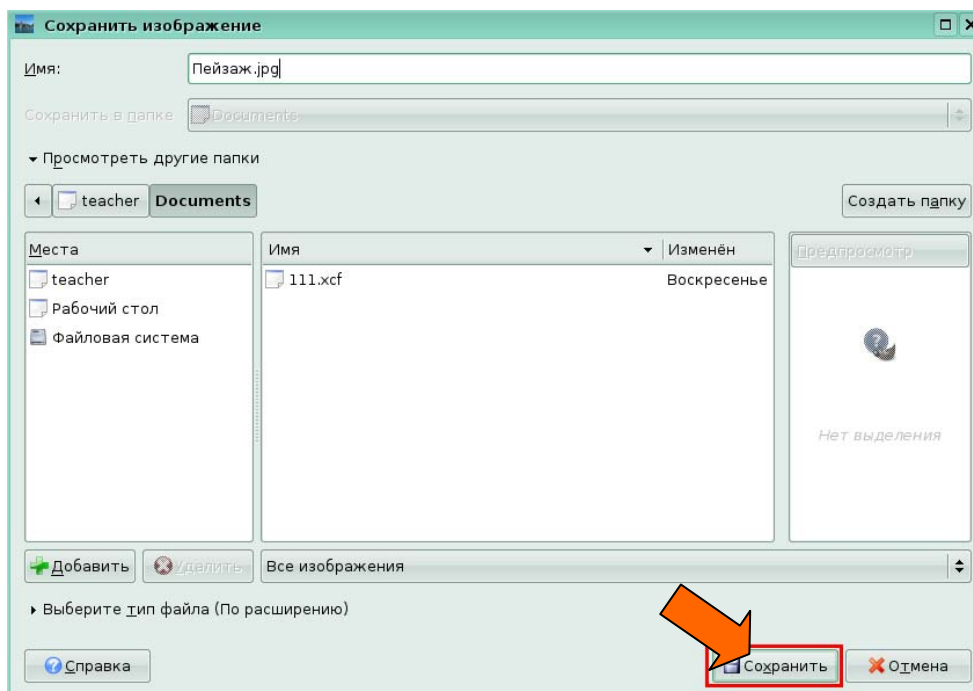 Сохранить изображение
Имя: Пейзаж.jpg
Сохранить в папке Documents
Просмотреть другие папки
teacher Documents Создать папку
Места Имя Изменён Предпросмотр
teacher 111.xcf Воскресенье
Рабочий стол
Файловая система
Нет выделения
Добавить Удалить Все изображения
Выберите тип файла (По расширению)
Справка Сохранить Отмена